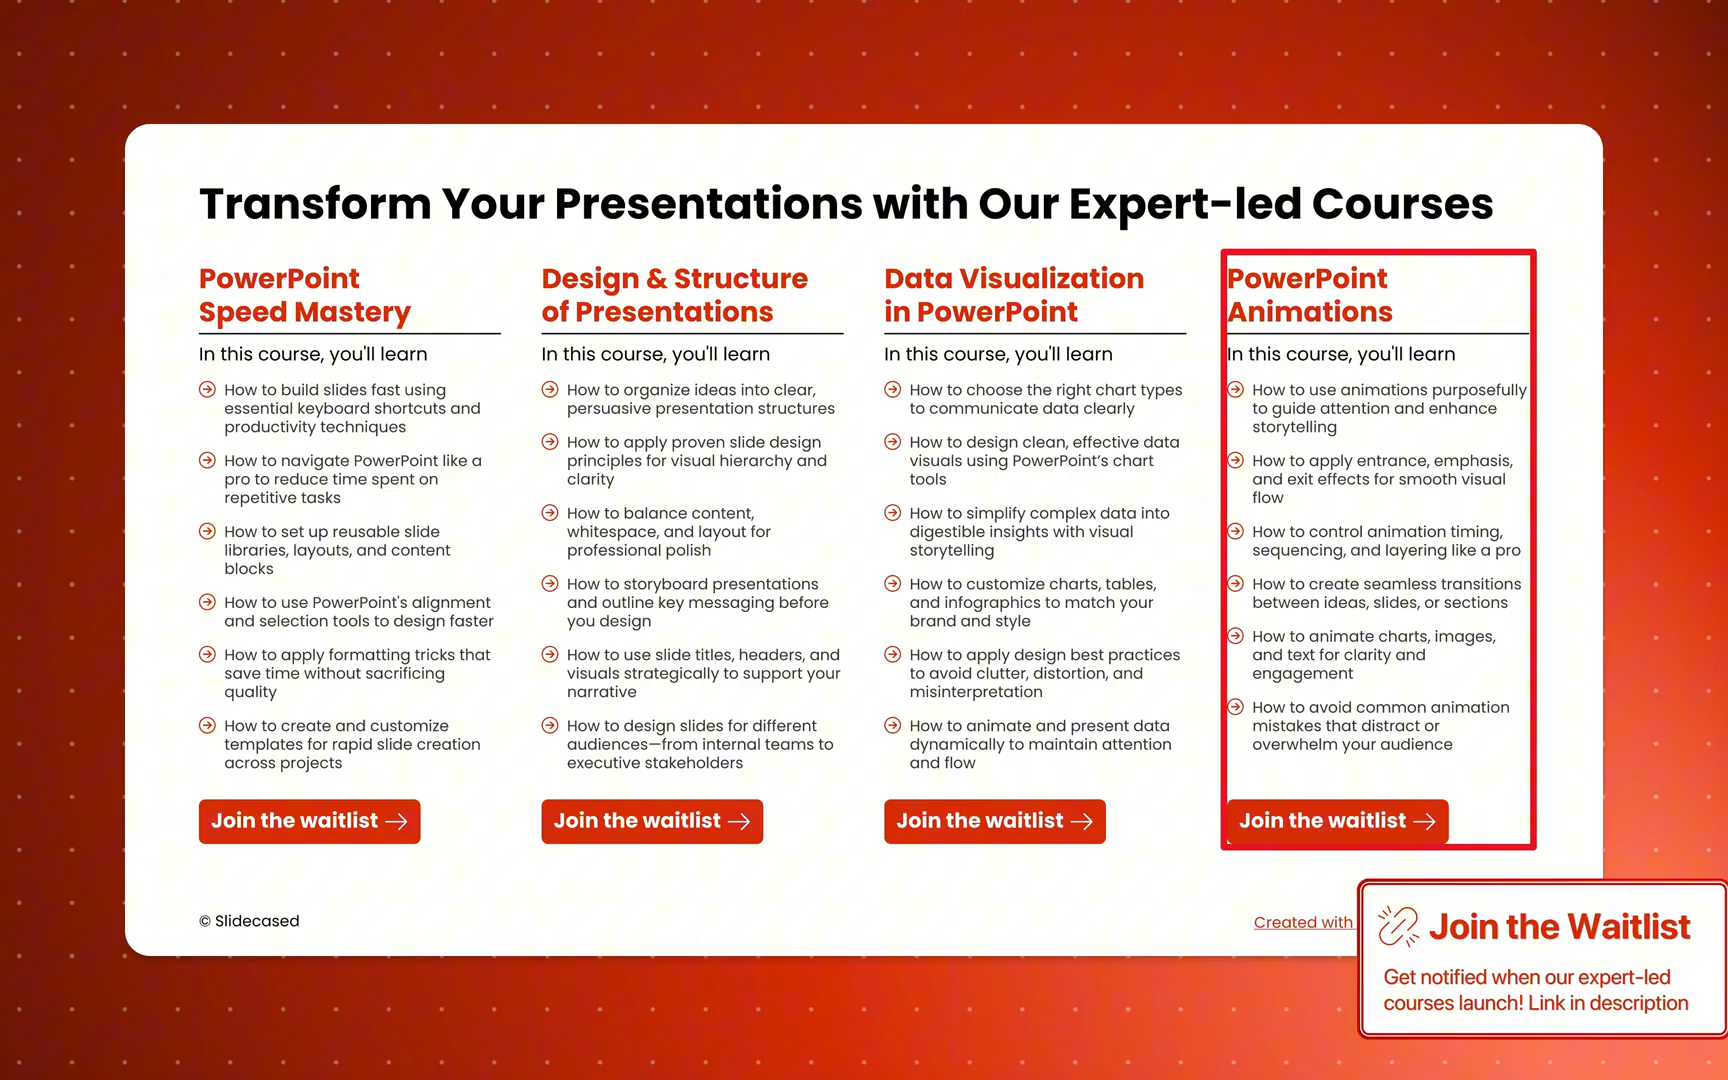 Transform Your Presentations with Our Expert-led Courses
PowerPoint
Speed Mastery
In this course, you'll learn
How to build slides fast using
essential keyboard shortcuts and
productivity techniques
How to navigate PowerPoint like a
pro to reduce time spent on
repetitive tasks
How to set up reusable slide
libraries, layouts, and content
blocks
How to use PowerPoint's alignment
and selection tools to design faster
How to apply formatting tricks that
save time without sacrificing
quality
How to create and customize
templates for rapid slide creation
across projects
Join the waitlist
Design & Structure
of Presentations
In this course, you'll learn
How to organize ideas into clear,
persuasive presentation structures
How to apply proven slide design
principles for visual hierarchy and
clarity
How to balance content,
whitespace, and layout for
professional polish
How to storyboard presentations
and outline key messaging before
you design
How to use slide titles, headers, and
visuals strategically to support your
narrative
How to design slides for different
audiences—from internal teams to
executive stakeholders
Join the waitlist
Data Visualization
in PowerPoint
In this course, you'll learn
How to choose the right chart types
to communicate data clearly
How to design clean, effective data
visuals using PowerPoint’s chart
tools
How to simplify complex data into
digestible insights with visual
storytelling
How to customize charts, tables,
and infographics to match your
brand and style
How to apply design best practices
to avoid clutter, distortion, and
misinterpretation
How to animate and present data
dynamically to maintain attention
and flow
Join the waitlist
PowerPoint
Animations
In this course, you'll learn
How to use animations purposefully
to guide attention and enhance
storytelling
How to apply entrance, emphasis,
and exit effects for smooth visual
flow
How to control animation timing,
sequencing, and layering like a pro
How to create seamless transitions
between ideas, slides, or sections
How to animate charts, images,
and text for clarity and
engagement
How to avoid common animation
mistakes that distract or
overwhelm your audience
Join the waitlist
© Slidecased
Created with
Join the Waitlist
Get notified when our expert-led
courses launch! Link in description